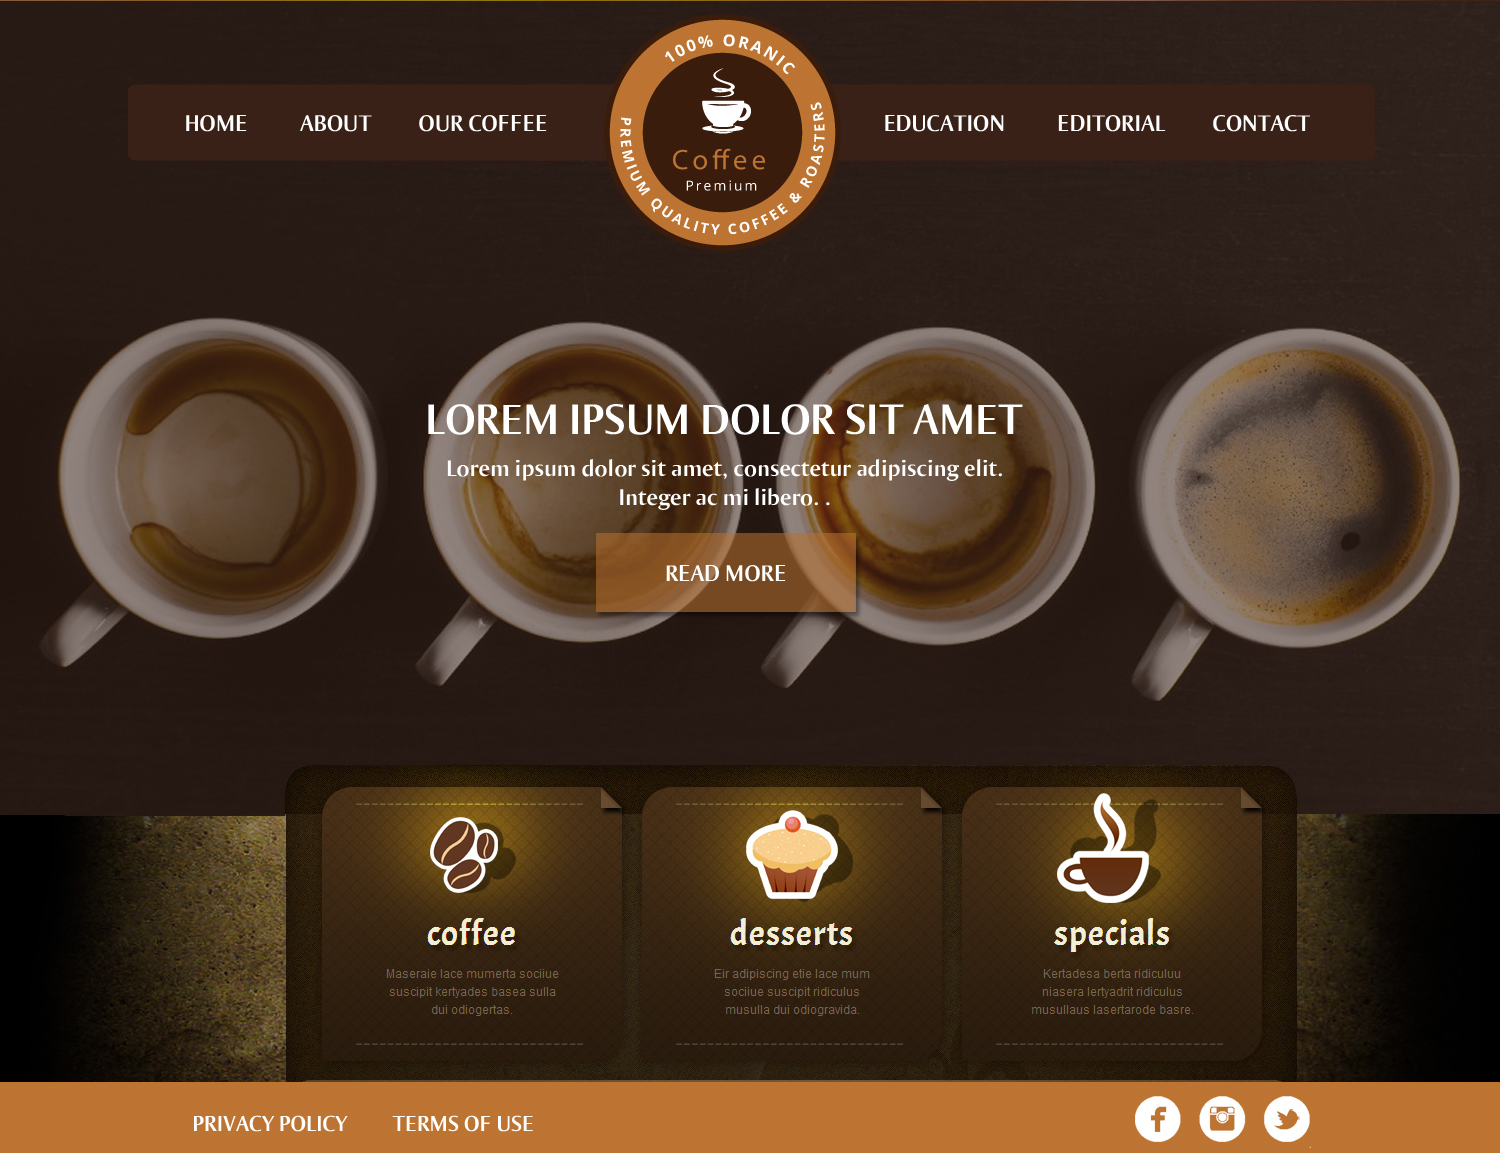 100% ORANIC
HOME ABOUT OUR COFFEE EDUCATION EDITORIAL CONTACT
Coffee
Premium
PREMIUM QUALITY COFFEE & ROASTERS
LOREM IPSUM DOLOR SIT AMET
Lorem ipsum dolor sit amet, consectetur adipiscing elit.
Integer ac mi libero. .
READ MORE
coffee
Maseraie lace mumerta sociiue
suscipit kertyades basea sulla
dui odiogertas.
desserts
Eir adipiscing etie lace mum
sociiue suscipit ridiculus
musulla dui odiogravida.
specials
Kertadesa berta ridiculuu
niasera lertyadrit ridiculus
musullaus lasertarode basre.
PRIVACY POLICY TERMS OF USE